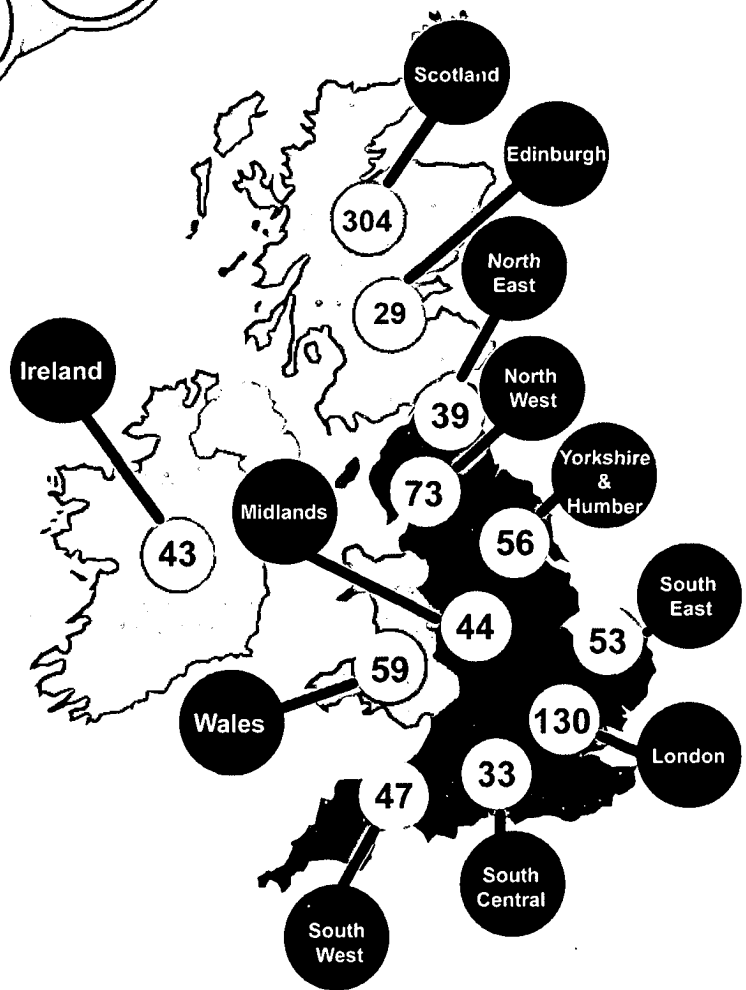 Scotland
Edinburgh
304
North
East
29
Ireland
North
West
39
Yorkshire
&
Humber
73
Midlands
56
43
South
East
44
53
59
Wales
130
London
33
47
South
Central
South
West